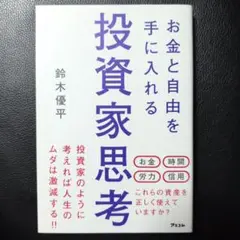 お金と自由を
手に入れる
投資家思考
鈴木優平
投資家のように
考えれば人生の
ムダは激減する!!
お金 時間
労力 信用
これらの資産を
正しく使えて
いますか?
アスコム